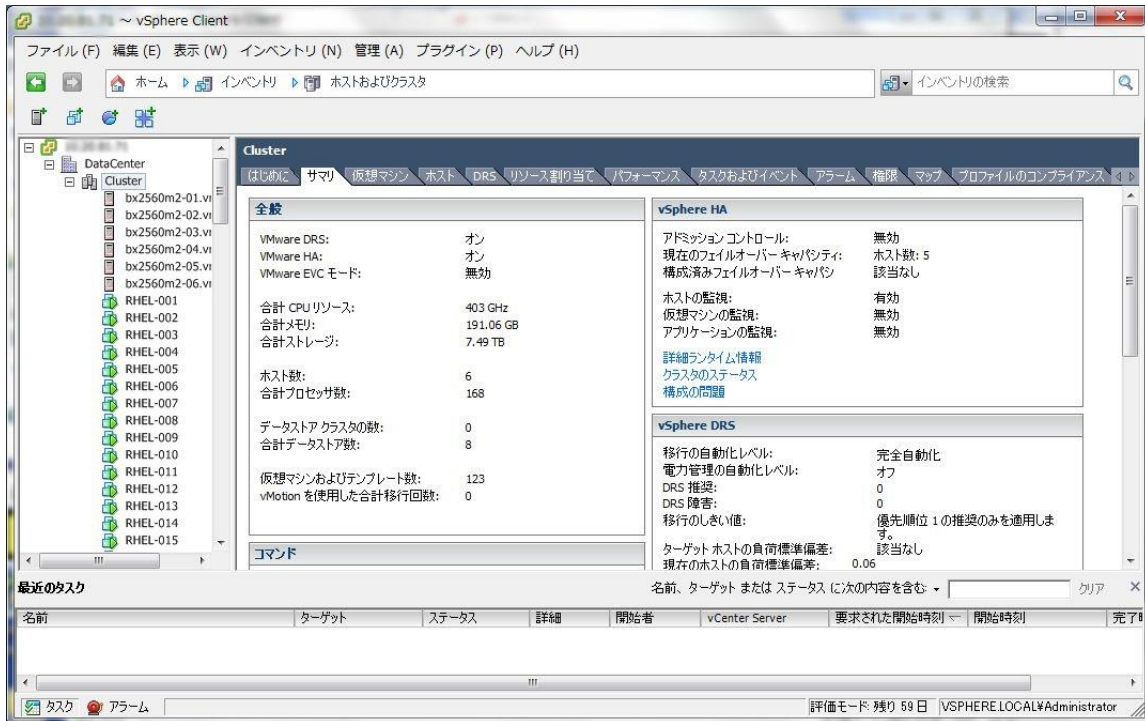 ~ vSphere Client
ファイル (F) 編集 (E) 表示 (W) インベントリ (N) 管理 (A) プラグイン (P) ヘルプ (H)
ホーム インベントリ ホストおよびクラスタ
インベントリの検索
DataCenter
Cluster
bx2560m2-01.vr
bx2560m2-02.vr
bx2560m2-03.vr
bx2560m2-04.vr
bx2560m2-05.vr
bx2560m2-06.vr
RHEL-001
RHEL-002
RHEL-003
RHEL-004
RHEL-005
RHEL-006
RHEL-007
RHEL-008
RHEL-009
RHEL-010
RHEL-011
RHEL-012
RHEL-013
RHEL-014
RHEL-015
Cluster
はじめに サマリ 仮想マシン ホスト DRS リソース割り当て パフォーマンス タスクおよびイベント アラーム 権限 マップ プロファイルのコンプライアンス
全般
VMware DRS: オン
VMware HA: オン
VMware EVC モード: 無効
合計 CPU リソース: 403 GHz
合計メモリ: 191.06 GB
合計ストレージ: 7.49 TB
ホスト数: 6
合計プロセッサ数: 168
データストア クラスタの数: 0
合計データストア数: 8
仮想マシンおよびテンプレート数: 123
vMotion を使用した合計移行回数: 0
コマンド
vSphere HA
アドミッション コントロール: 無効
現在のフェイルオーバー キャパシティ: ホスト数: 5
構成済みフェイルオーバー キャパシ 該当なし
ホストの監視: 有効
仮想マシンの監視: 無効
アプリケーションの監視: 無効
詳細ランタイム情報
クラスタのステータス
構成の問題
vSphere DRS
移行の自動化レベル: 完全自動化
電力管理の自動化レベル: オフ
DRS 推奨: 0
DRS 障害: 0
移行のしきい値: 優先順位 1 の推奨のみを適用しま
す。
ターゲット ホストの負荷標準偏差: 該当なし
現在のホストの負荷標準偏差: 0.06
最近のタスク
名前、ターゲット または ステータス に次の内容を含む: クリア
名前 ターゲット ステータス 詳細 開始者 vCenter Server 要求された開始時刻 開始時刻 完了時
タスク アラーム
評価モード: 残り 59 日 VSPHERE.LOCAL¥Administrator